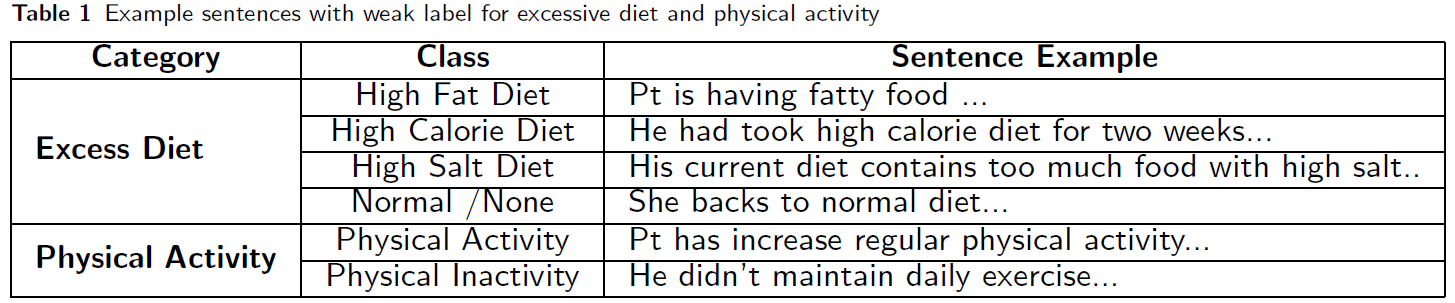 Table 1 Example sentences with weak label for excessive diet and physical activity
Category Class Sentence Example
Excess Diet High Fat Diet Pt is having fatty food ...
High Calorie Diet He had took high calorie diet for two weeks...
High Salt Diet His current diet contains too much food with high salt..
Normal /None She backs to normal diet...
Physical Activity Physical Activity Pt has increase regular physical activity...
Physical Inactivity He didn't maintain daily exercise...